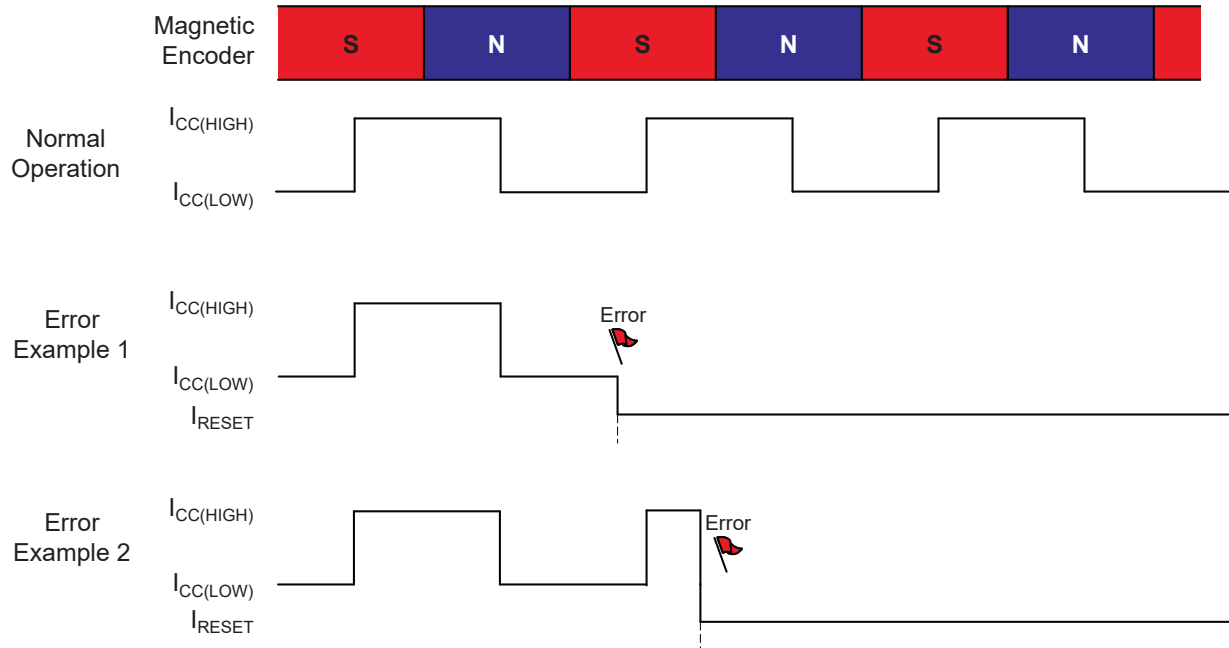 Magnetic
Encoder
S N S N S N
Normal
Operation
ICC(HIGH)
ICC(LOW)
Error
Example 1
ICC(HIGH)
Error
ICC(LOW)
IRESET
Error
Example 2
ICC(HIGH)
Error
ICC(LOW)
IRESET